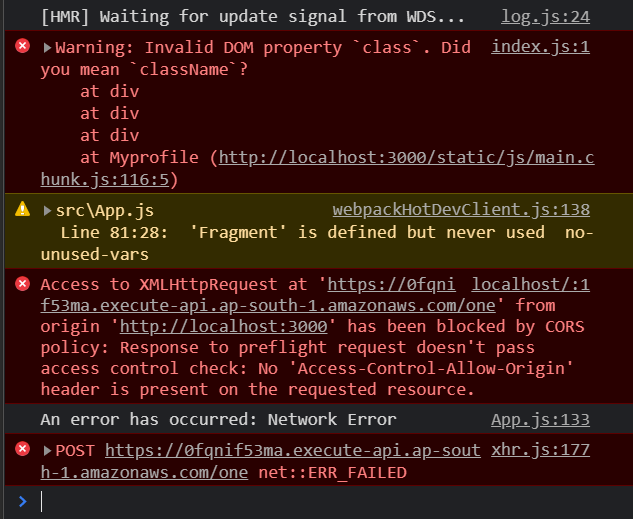 [HMR] Waiting for update signal from WDS... log.js:24
▶Warning: Invalid DOM property `class`. Did index.js:1
you mean `className`?
at div
at div
at div
at Myprofile (http://localhost:3000/static/js/main.c
hunk.js:116:5)
▶src\App.js webpackHotDevClient.js:138
Line 81:28: 'Fragment' is defined but never used no-
unused-vars
Access to XMLHttpRequest at 'https://0fqni localhost/:1
f53ma.execute-api.ap-south-1.amazonaws.com/one' from
origin 'http://localhost:3000' has been blocked by CORS
policy: Response to preflight request doesn't pass
access control check: No 'Access-Control-Allow-Origin'
header is present on the requested resource.
An error has occurred: Network Error App.js:133
▶POST https://0fqnif53ma.execute-api.ap-sout xhr.js:177
h-1.amazonaws.com/one net::ERR_FAILED
>